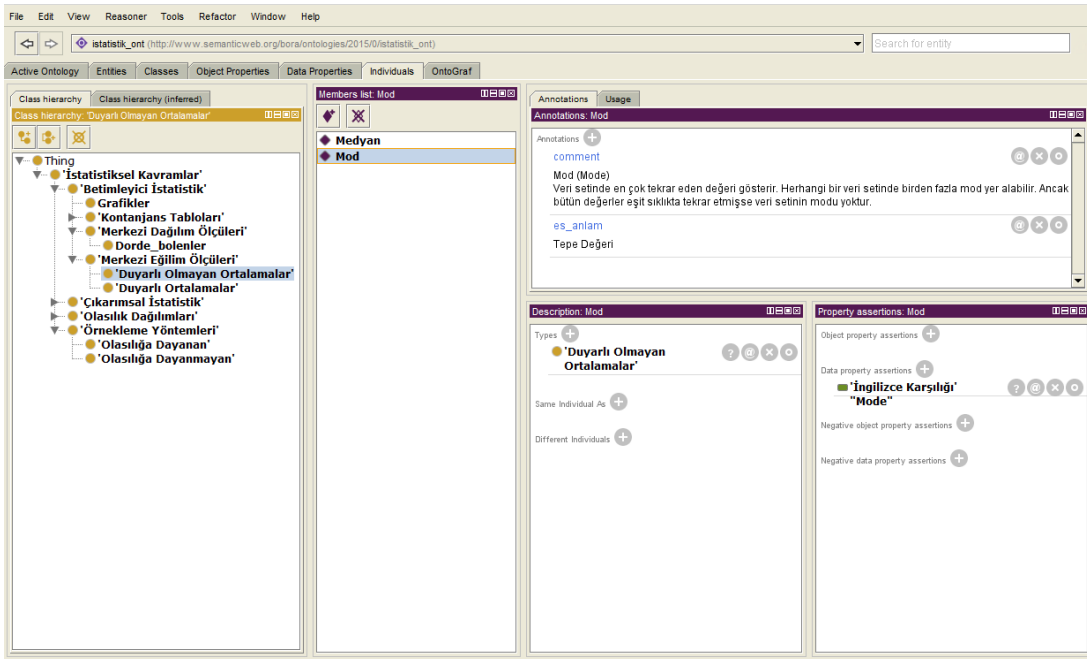 File Edit View Reasoner Tools Refactor Window Help
istatistik_ont (http://www.semanticweb.org/bora/ontologies/2015/0/istatistik_ont)
Search for entity
Active Ontology Entities Classes Object Properties Data Properties Individuals OntoGraf
Class hierarchy Class hierarchy (inferred)
Class hierarchy: 'Duyarlı Olmayan Ortalamalar'
Thing
'İstatistiksel Kavramlar'
'Betimleyici İstatistik'
Grafikler
'Kontanjans Tabloları'
'Merkezi Dağılım Ölçüleri'
Dorde_bolenler
'Merkezi Eğilim Ölçüleri'
'Duyarlı Olmayan Ortalamalar'
'Duyarlı Ortalamalar'
'Çıkarımsal İstatistik'
'Olasılık Dağılımları'
'Örnekleme Yöntemleri'
'Olasılığa Dayanan'
'Olasılığa Dayanmayan'
Members list: Mod
Medyan
Mod
Annotations Usage
Annotations: Mod
Annotations
comment
Mod (Mode)
Veri setinde en çok tekrar eden değeri gösterir. Herhangi bir veri setinde birden fazla mod yer alabilir. Ancak
bütün değerler eşit sıklıkta tekrar etmişse veri setinin modu yoktur.
es_anlam
Tepe Değeri
Description: Mod
Types
'Duyarlı Olmayan
Ortalamalar'
Same Individual As
Different Individuals
Property assertions: Mod
Object property assertions
Data property assertions
'İngilizce Karşılığı'
"Mode"
Negative object property assertions
Negative data property assertions